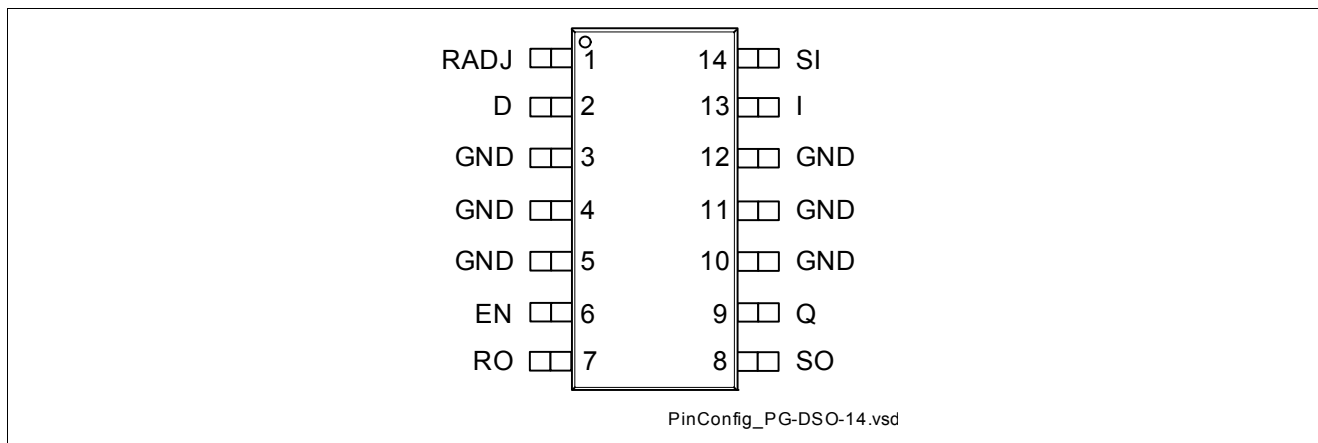 RADJ 1 14 SI
D 2 13 I
GND 3 12 GND
GND 4 11 GND
GND 5 10 GND
EN 6 9 Q
RO 7 8 SO
PinConfig_PG-DSO-14.vsd